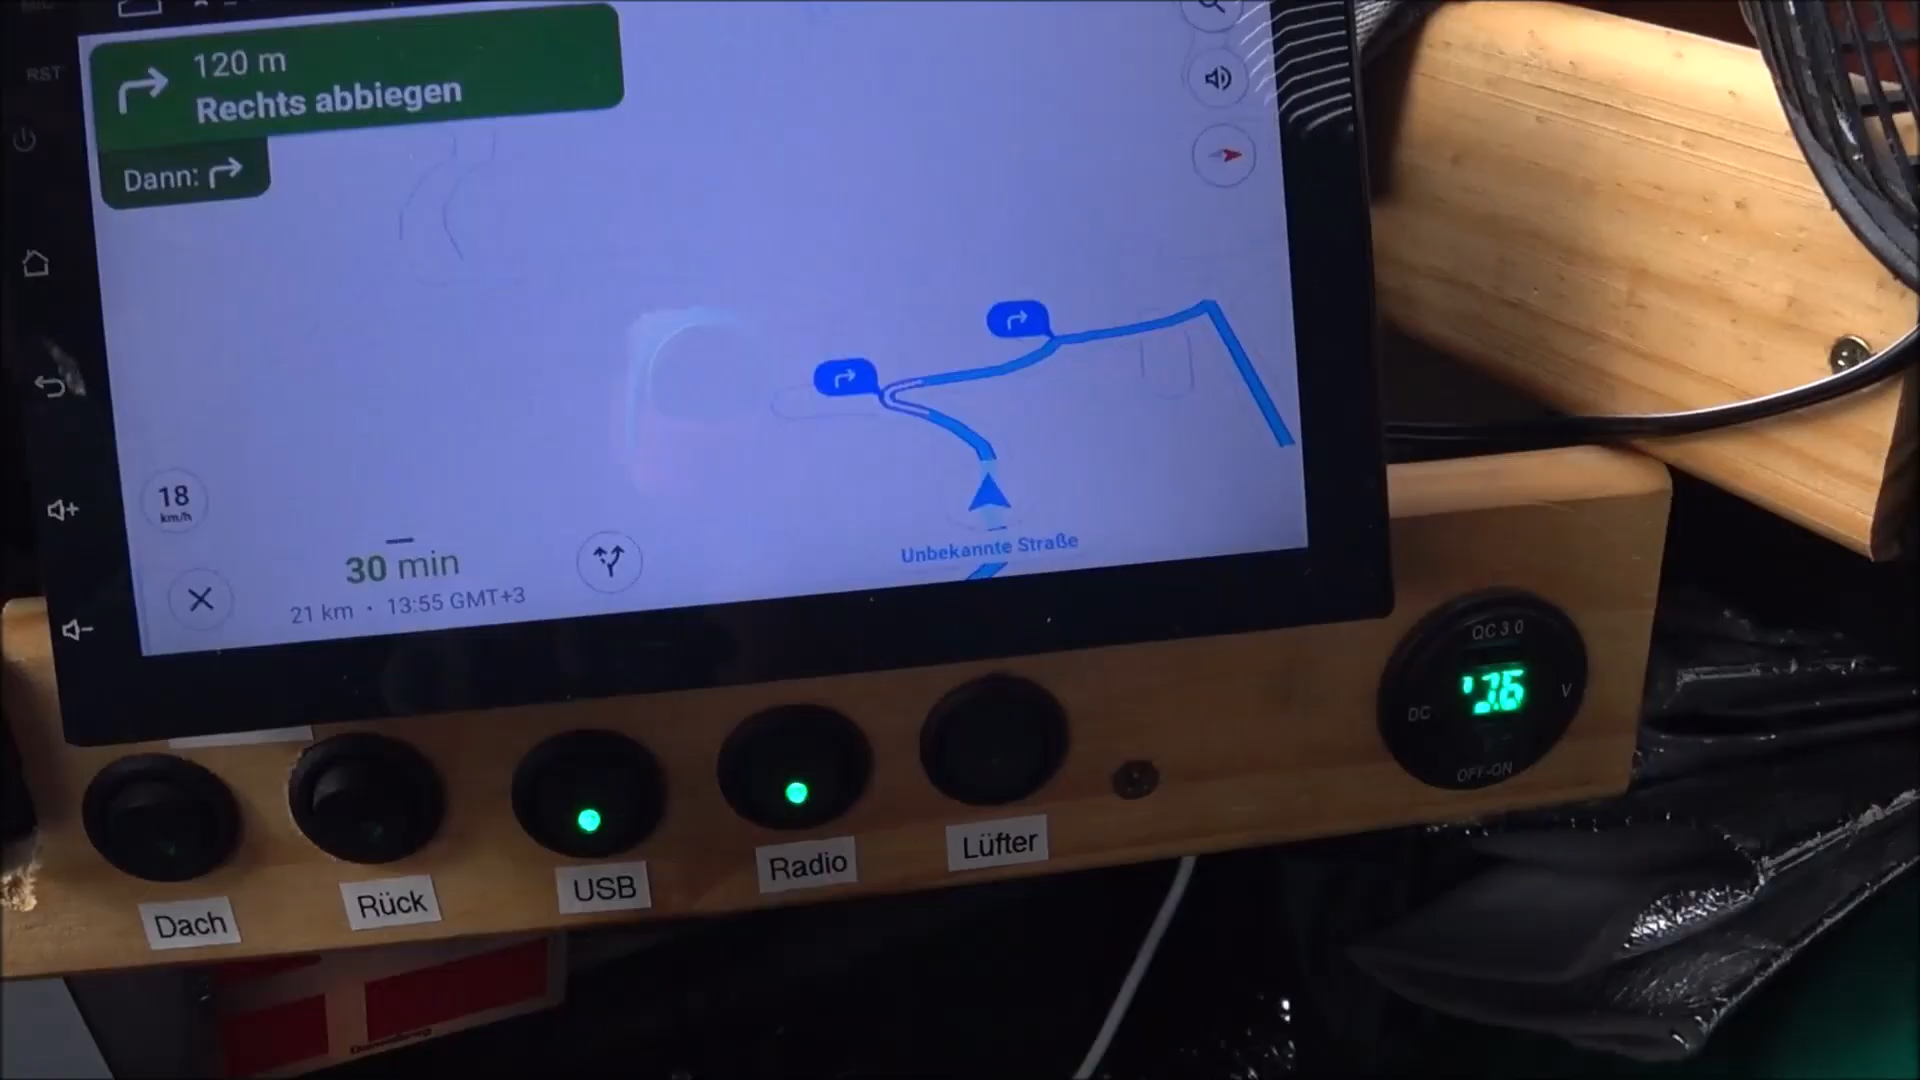 RST
120 m
Rechts abbiegen
Dann:
18
km/h
30 min
21 km · 13:55 GMT+3
Unbekannte Straße
QC 3 0
DC
V
OFF-ON
Dach
Rück
USB
Radio
Lüfter